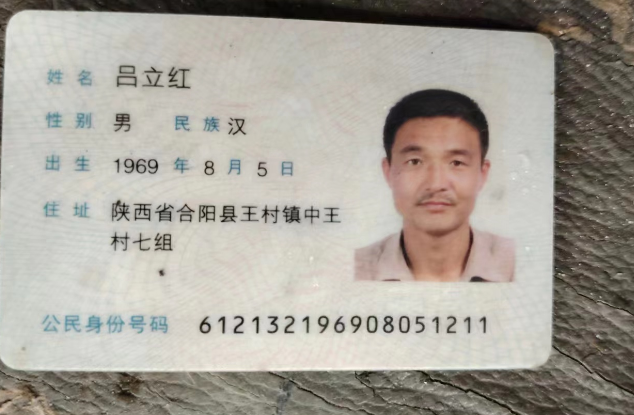 姓名 吕立红
性别 男 民族 汉
出生 1969 年 8 月 5 日
住址 陕西省合阳县王村镇中王
村七组
公民身份号码 612132196908051211